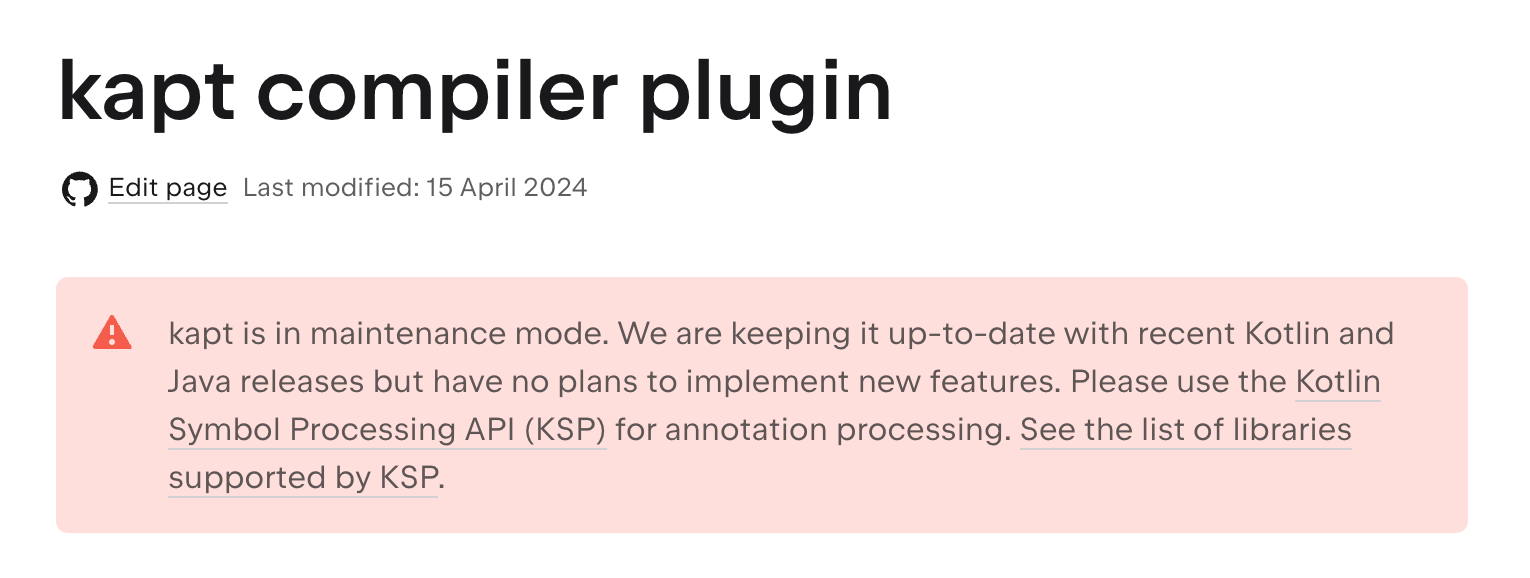 kapt compiler plugin
Edit page Last modified: 15 April 2024
kapt is in maintenance mode. We are keeping it up-to-date with recent Kotlin and
Java releases but have no plans to implement new features. Please use the Kotlin
Symbol Processing API (KSP) for annotation processing. See the list of libraries
supported by KSP.